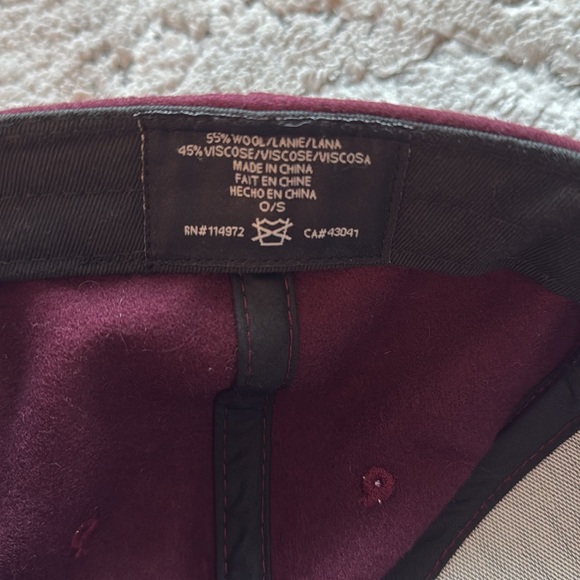 55% WOOL/LANIE/LANA
45% VISCOSE/VISCOSE/VISCOSA
MADE IN CHINA
FAIT EN CHINE
HECHO EN CHINA
O/S
RN#114972 CA#43041